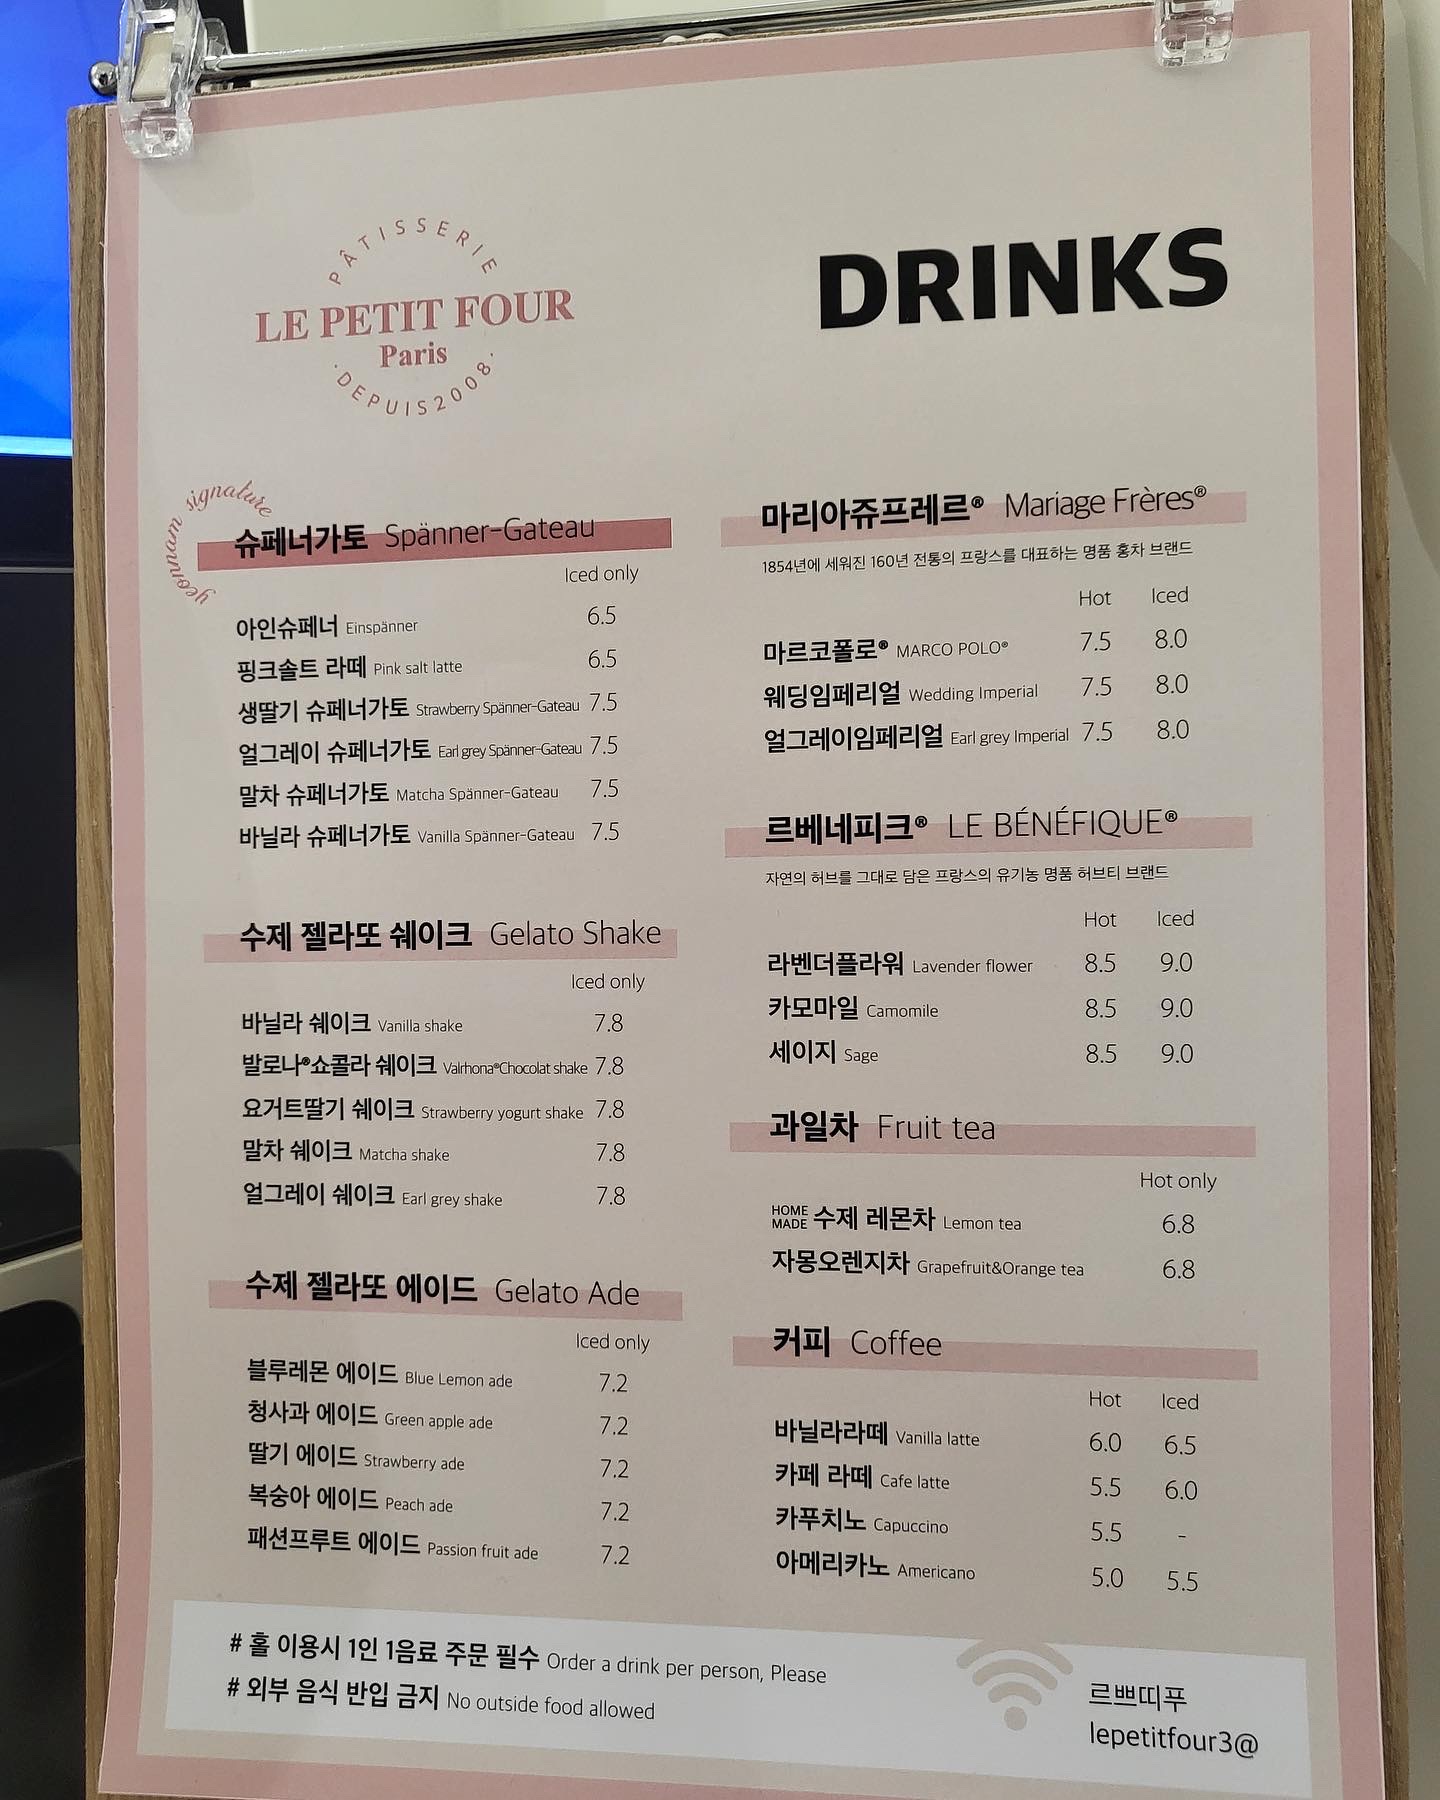 PÂTISSERIE
LE PETIT FOUR
Paris
·DEPUIS2008·
DRINKS
yeonnam signature
슈페너가토 Spänner-Gateau
Iced only
아인슈페너 Einspänner 6.5
핑크솔트 라떼 Pink salt latte 6.5
생딸기 슈페너가토 Strawberry Spänner-Gateau 7.5
얼그레이 슈페너가토 Earl grey Spänner-Gateau 7.5
말차 슈페너가토 Matcha Spänner-Gateau 7.5
바닐라 슈페너가토 Vanilla Spänner-Gateau 7.5
수제 젤라또 쉐이크 Gelato Shake
Iced only
바닐라 쉐이크 Vanilla shake 7.8
발로나®쇼콜라 쉐이크 Valrhona®Chocolat shake 7.8
요거트딸기 쉐이크 Strawberry yogurt shake 7.8
말차 쉐이크 Matcha shake 7.8
얼그레이 쉐이크 Earl grey shake 7.8
수제 젤라또 에이드 Gelato Ade
Iced only
블루레몬 에이드 Blue Lemon ade 7.2
청사과 에이드 Green apple ade 7.2
딸기 에이드 Strawberry ade 7.2
복숭아 에이드 Peach ade 7.2
패션프루트 에이드 Passion fruit ade 7.2
마리아쥬프레르® Mariage Frères®
1854년에 세워진 160년 전통의 프랑스를 대표하는 명품 홍차 브랜드
Hot Iced
마르코폴로® MARCO POLO® 7.5 8.0
웨딩임페리얼 Wedding Imperial 7.5 8.0
얼그레이임페리얼 Earl grey Imperial 7.5 8.0
르베네피크® LE BÉNÉFIQUE®
자연의 허브를 그대로 담은 프랑스의 유기농 명품 허브티 브랜드
Hot Iced
라벤더플라워 Lavender flower 8.5 9.0
카모마일 Camomile 8.5 9.0
세이지 Sage 8.5 9.0
과일차 Fruit tea
Hot only
HOME MADE 수제 레몬차 Lemon tea 6.8
자몽오렌지차 Grapefruit&Orange tea 6.8
커피 Coffee
Hot Iced
바닐라라떼 Vanilla latte 6.0 6.5
카페 라떼 Cafe latte 5.5 6.0
카푸치노 Capuccino 5.5 -
아메리카노 Americano 5.0 5.5
# 홀 이용시 1인 1음료 주문 필수 Order a drink per person, Please
# 외부 음식 반입 금지 No outside food allowed
르쁘띠푸
lepetitfour3@